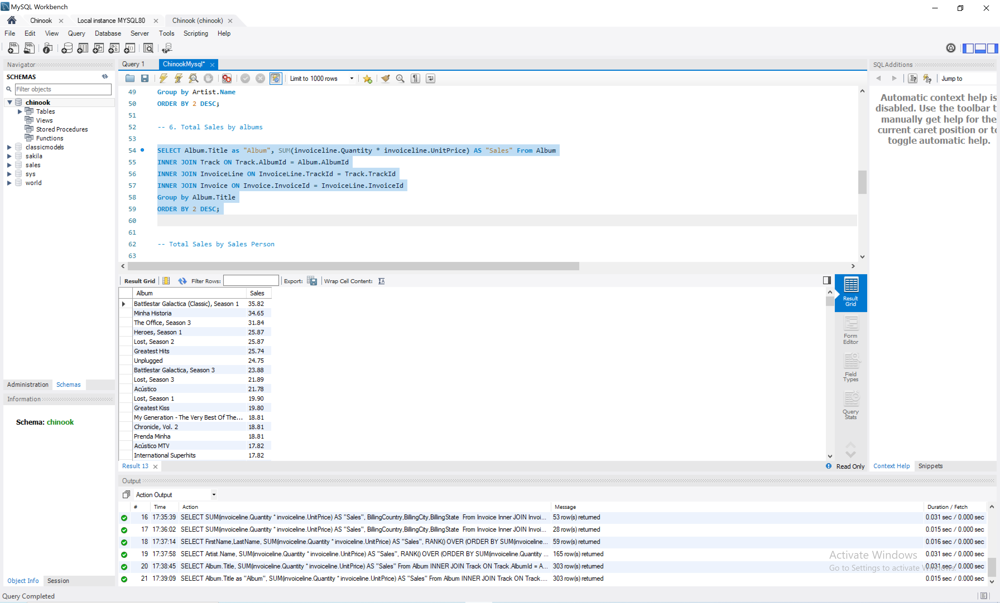 MySQL Workbench
Chinook
Local instance MYSQL80
Chinook (chinook)
File Edit View Query Database Server Tools Scripting Help
Navigator
SCHEMAS
Filter objects
chinook
Tables
Views
Stored Procedures
Functions
classicmodels
sakila
sales
sys
world
Administration Schemas
Information
Schema: chinook
Object Info Session
Query 1
ChinookMysql*
Limit to 1000 rows
49 Group by Artist.Name
50 ORDER BY 2 DESC;
51
52 -- 6. Total Sales by albums
53
54 SELECT Album.Title as "Album", SUM(invoiceline.Quantity * invoiceline.UnitPrice) AS "Sales" From Album
55 INNER JOIN Track ON Track.AlbumId = Album.AlbumId
56 INNER JOIN InvoiceLine ON InvoiceLine.TrackId = Track.TrackId
57 INNER JOIN Invoice ON Invoice.InvoiceId = InvoiceLine.InvoiceId
58 Group by Album.Title
59 ORDER BY 2 DESC;
60
61
62 -- Total Sales by Sales Person
63
Result Grid Filter Rows: Export: Wrap Cell Content:
Album Sales
Battlestar Galactica (Classic), Season 1 35.82
Minha Historia 34.65
The Office, Season 3 31.84
Heroes, Season 1 25.87
Lost, Season 2 25.87
Greatest Hits 25.74
Unplugged 24.75
Battlestar Galactica, Season 3 23.88
Lost, Season 3 21.89
Acústico 21.78
Lost, Season 1 19.90
Greatest Kiss 19.80
My Generation - The Very Best Of The... 18.81
Chronicle, Vol. 2 18.81
Prenda Minha 18.81
Acústico MTV 17.82
International Superhits 17.82
Result Grid
Form Editor
Field Types
Query Stats
Result 13
Read Only
SQLAdditions
Jump to
Automatic context help is
disabled. Use the toolbar t
manually get help for the
current caret position or to
toggle automatic help.
Context Help Snippets
Output
Action Output
# Time Action Message Duration / Fetch
16 17:35:39 SELECT SUM(invoiceline.Quantity * invoiceline.UnitPrice) AS "Sales", BillingCountry,BillingCity,BillingState From Invoice Inner JOIN Invoi... 53 row(s) returned 0.031 sec / 0.000 sec
17 17:36:02 SELECT SUM(invoiceline.Quantity * invoiceline.UnitPrice) AS "Sales", BillingCountry,BillingCity,BillingState From Invoice Inner JOIN Invoi... 28 row(s) returned 0.015 sec / 0.000 sec
18 17:37:14 SELECT FirstName,LastName, SUM(invoiceline.Quantity * invoiceline.UnitPrice) AS "Sales", RANK() OVER (ORDER BY SUM(invoiceline... 59 row(s) returned 0.016 sec / 0.000 sec
19 17:37:58 SELECT Artist.Name, SUM(invoiceline.Quantity * invoiceline.UnitPrice) AS "Sales", RANK() OVER (ORDER BY SUM(invoiceline.Quantity ... 165 row(s) returned 0.031 sec / 0.000 sec
20 17:38:45 SELECT Album.Title, SUM(invoiceline.Quantity * invoiceline.UnitPrice) AS "Sales" From Album INNER JOIN Track ON Track.AlbumId = A... 303 row(s) returned 0.031 sec / 0.000 sec
21 17:39:09 SELECT Album.Title as "Album", SUM(invoiceline.Quantity * invoiceline.UnitPrice) AS "Sales" From Album INNER JOIN Track ON Track.... 303 row(s) returned 0.015 sec / 0.000 sec
Activate Windows
Go to Settings to activate Windows.
Query Completed